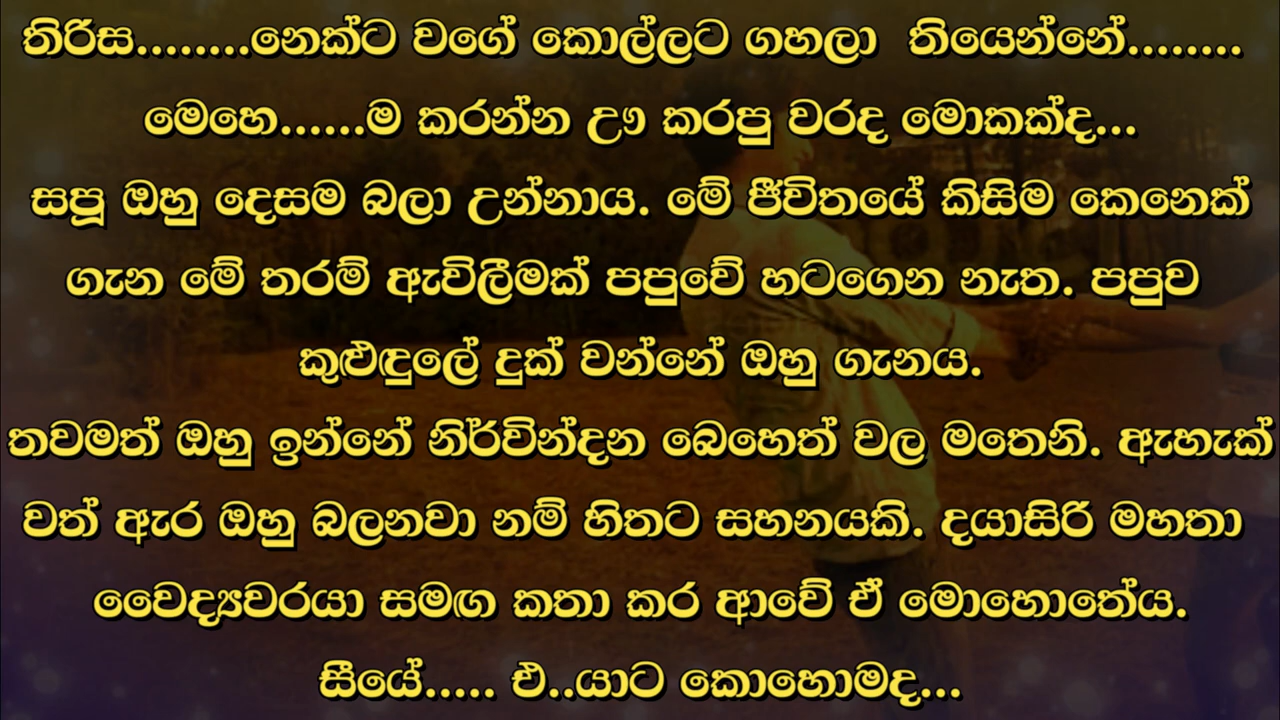 තිරිස........නෙක්ට වගේ කොල්ලට ගහලා තියෙන්නේ........
මෙහෙ......ම කරන්න ඌ කරපු වරද මොකක්ද...
සපූ ඔහු දෙසම බලා උන්නාය. මේ ජීවිතයේ කිසිම කෙනෙක්
ගැන මේ තරම් ඇවිලීමක් පපුවේ හටගෙන නැත. පපුව
කුළුඳුලේ දුක් වන්නේ ඔහු ගැනය.
තවමත් ඔහු ඉන්නේ නිර්වින්දන බෙහෙත් වල මතෙනි. ඇහැක්
වත් ඇර ඔහු බලනවා නම් හිතට සහනයකි. දයාසිරි මහතා
වෛද්‍යවරයා සමඟ කතා කර ආවේ ඒ මොහොතේය.
සීයේ..... එ..යාට කොහොමද...